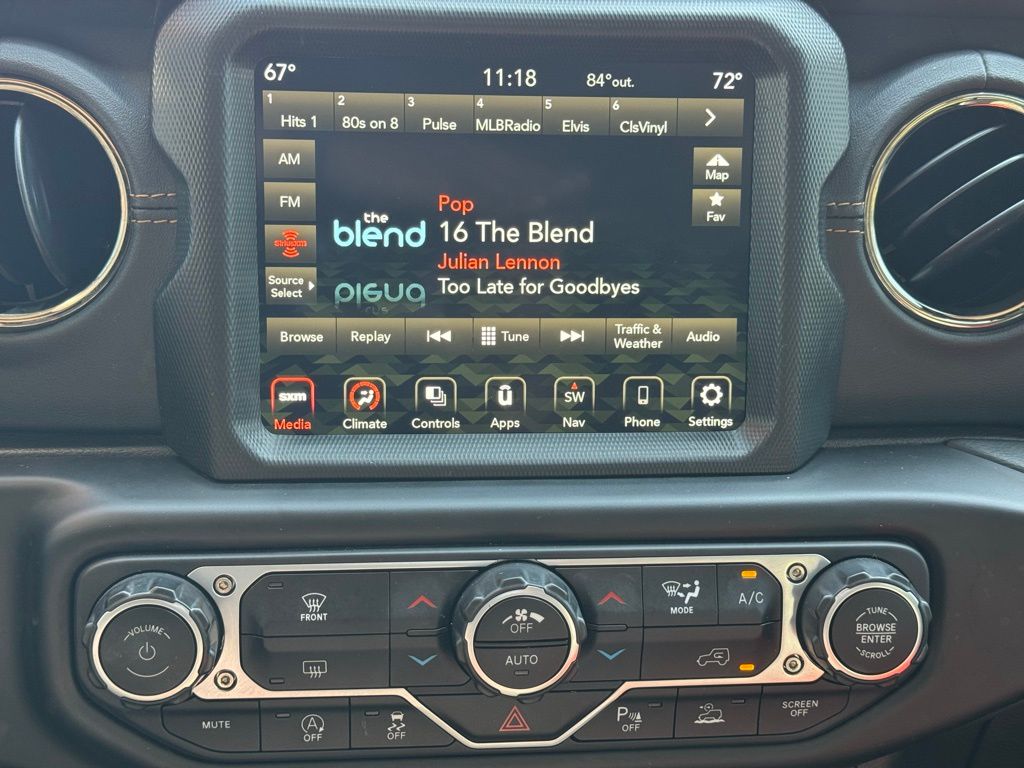 67° 11:18 84°out. 72°
1 2 3 4 5 6
Hits 1 80s on 8 Pulse MLBRadio Elvis ClsVinyl >
AM
Map
FM
Fav
siriusxm
Source
Select
the
blend
Pop
16 The Blend
Julian Lennon
Too Late for Goodbyes
Browse Replay Tune Traffic & Weather Audio
sxm SW
Media Climate Controls Apps Nav Phone Settings
VOLUME
FRONT
OFF
AUTO
MODE
A/C
TUNE
BROWSE
ENTER
SCROLL
MUTE
A OFF
OFF
P OFF
SCREEN
OFF